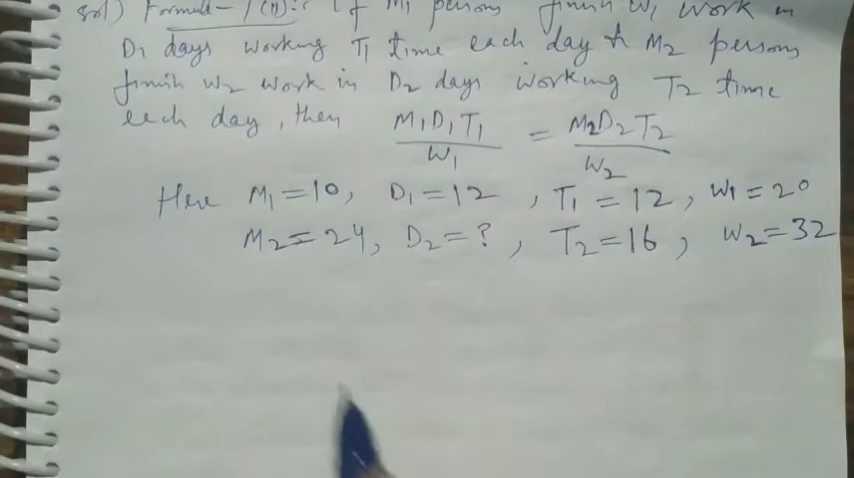 Sol) Formula-1(ii): If M1 persons finish W1 work in
D1 days working T1 time each day & M2 persons
finish W2 work in D2 days working T2 time
each day, then M1D1T1/W1 = M2D2T2/W2
Here M1=10, D1=12, T1=12, W1=20
M2=24, D2=?, T2=16, W2=32